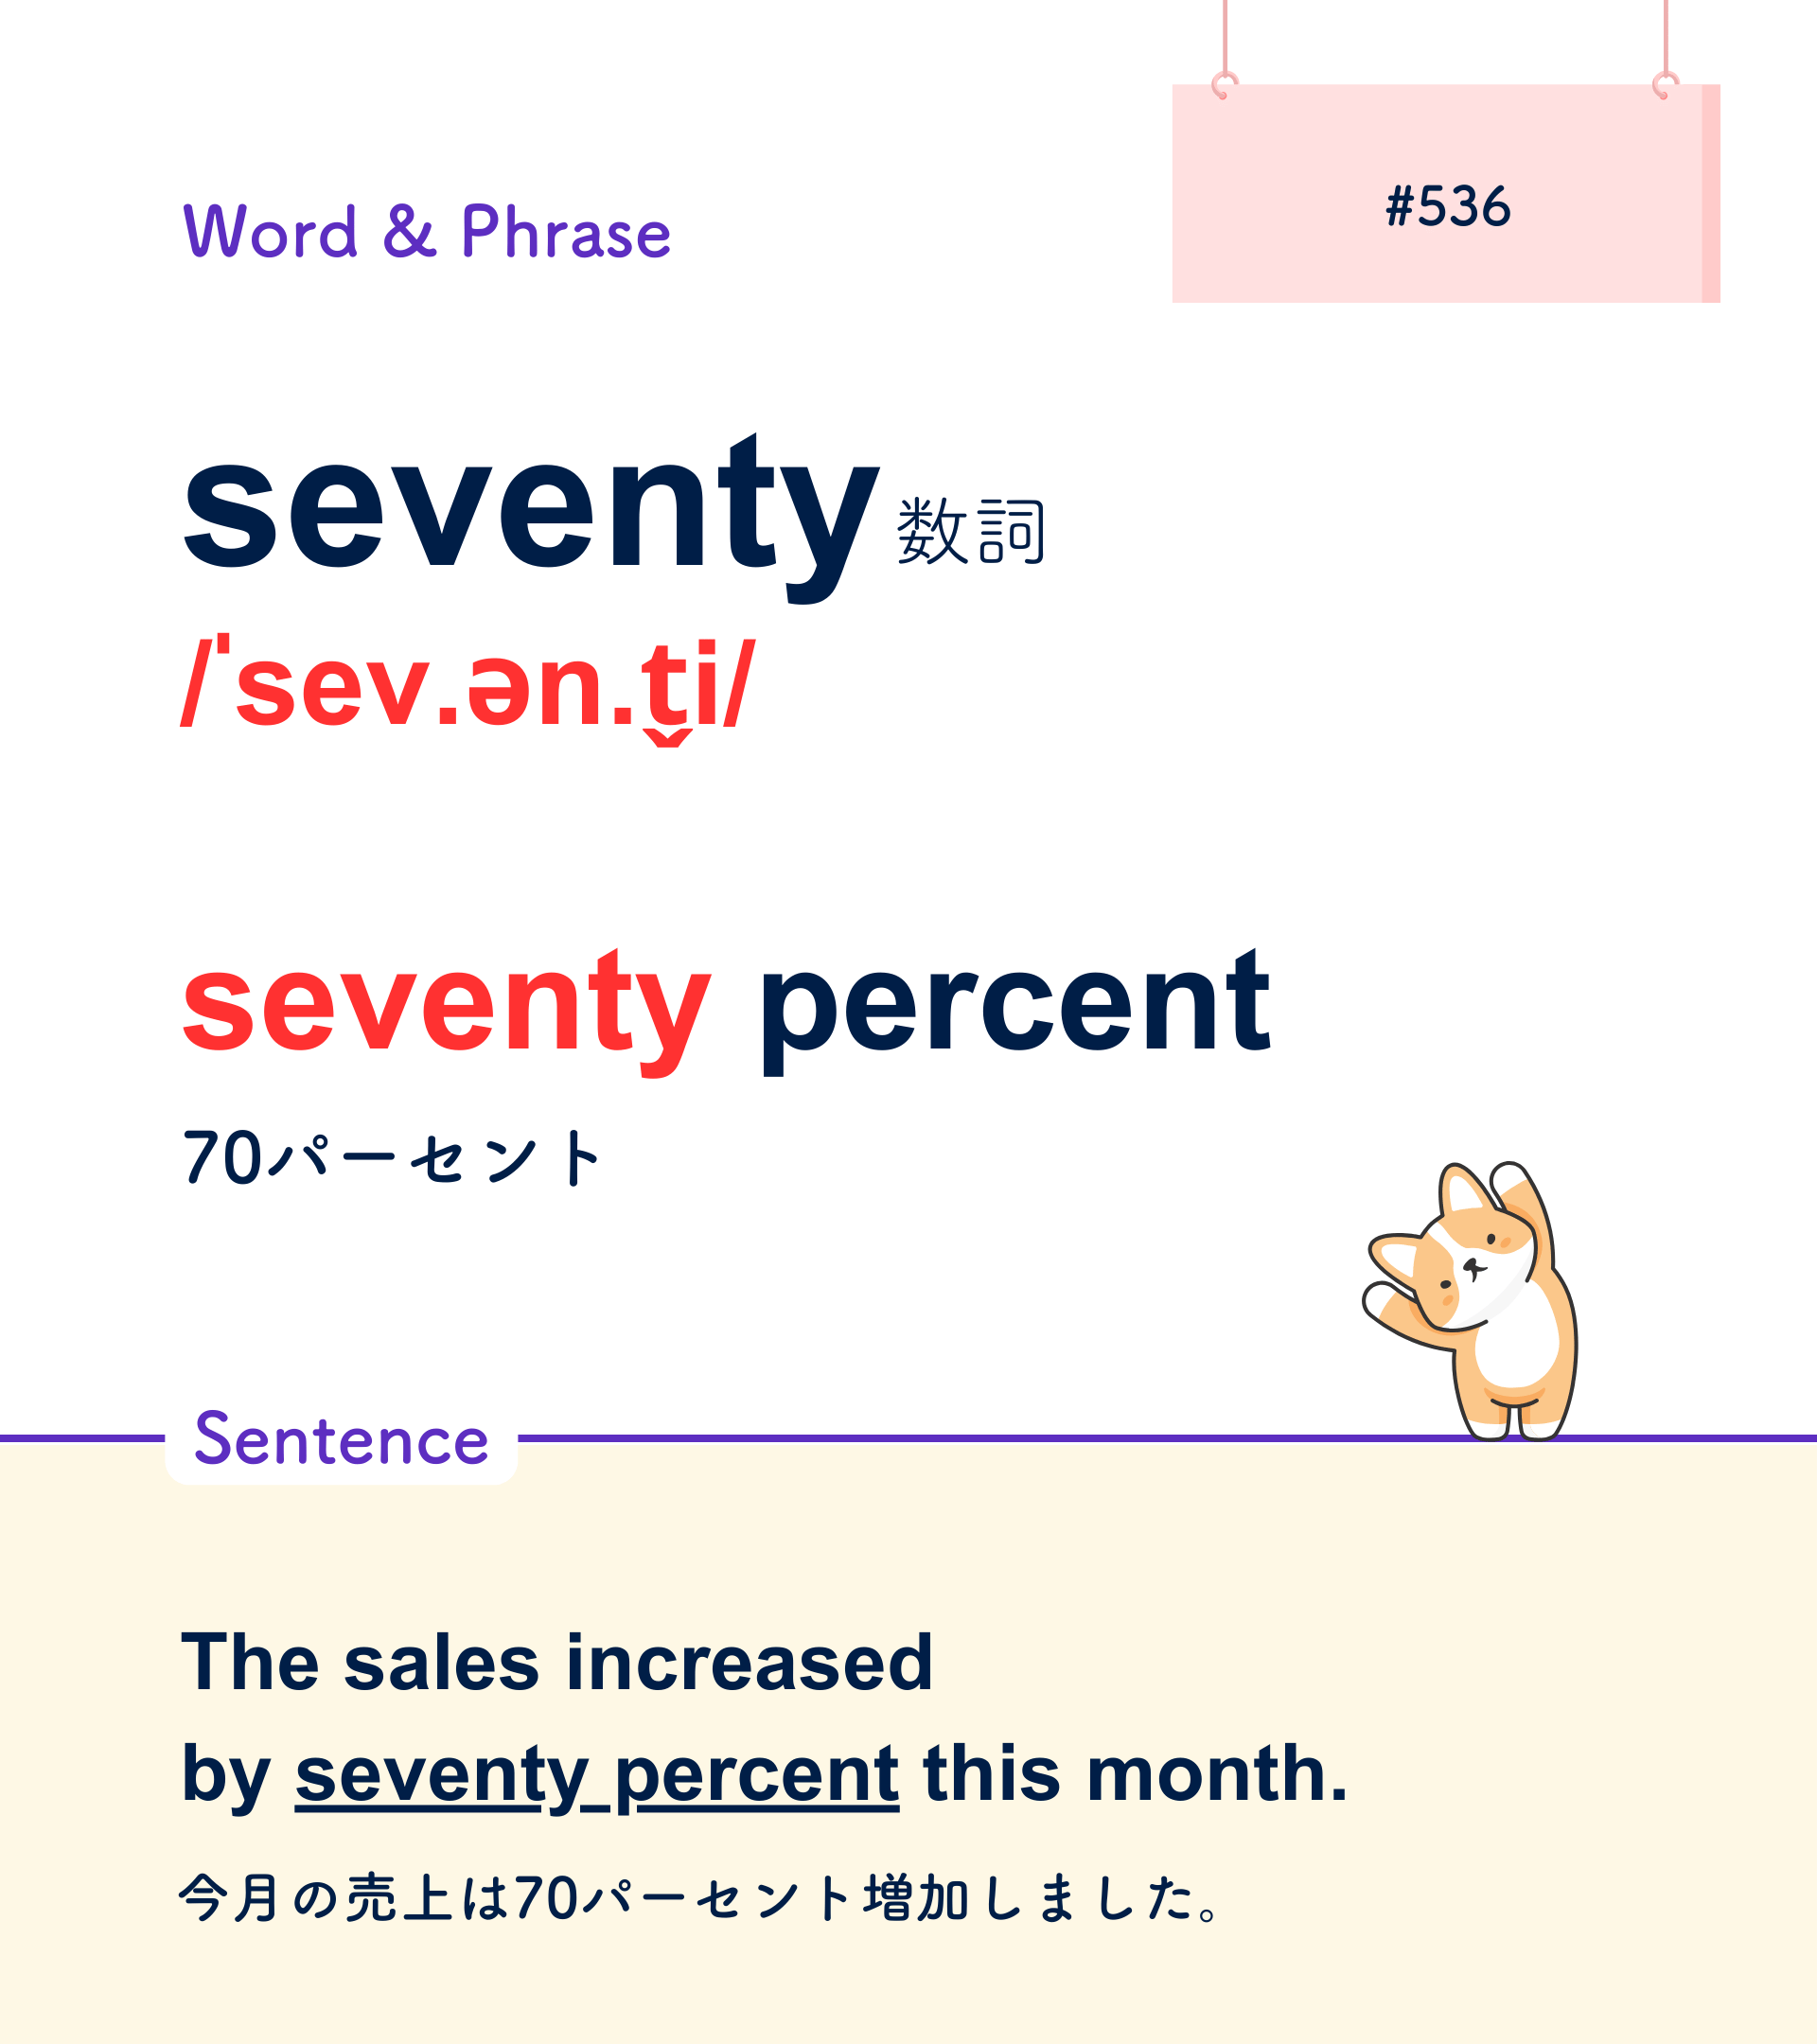 #536
Word & Phrase
seventy 数詞
/ˈsev.ən.t̬i/
seventy percent
70パーセント
Sentence
The sales increased
by seventy percent this month.
今月の売上は70パーセント増加しました。